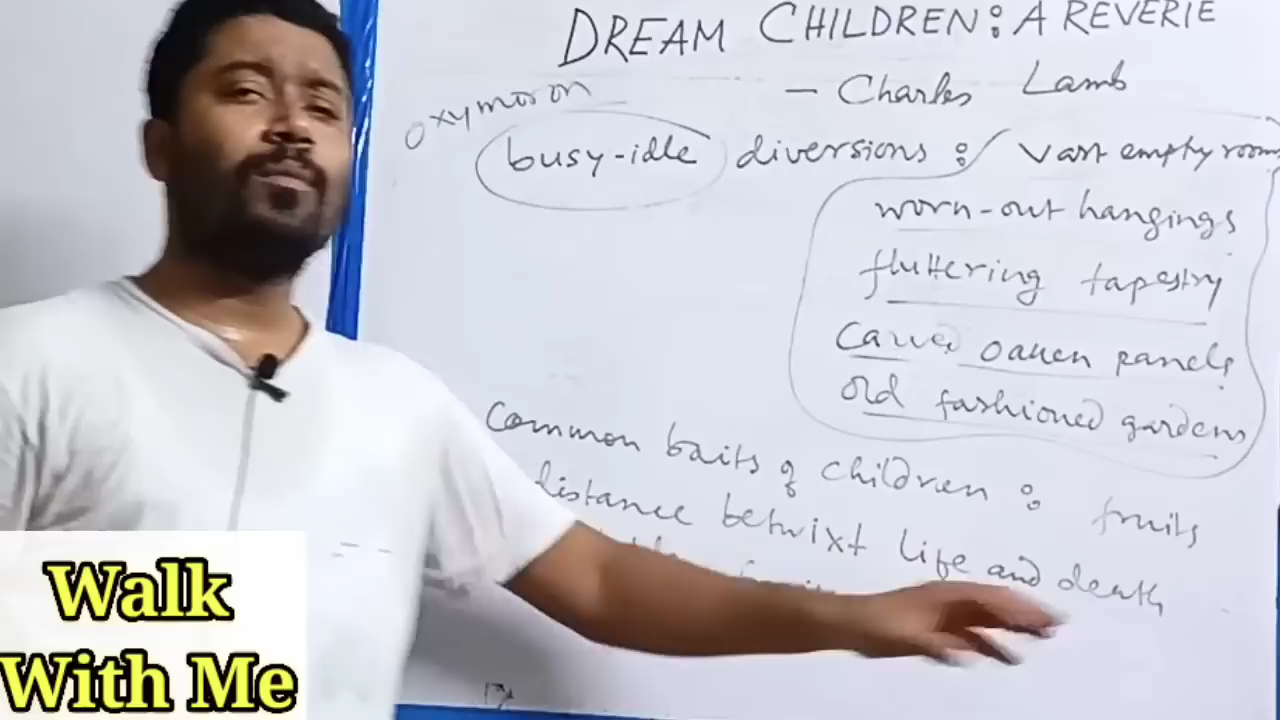 DREAM CHILDREN: A REVERIE
- Charles Lamb
Oxymoron
busy-idle diversions : vast empty rooms
worn-out hangings
fluttering tapestry
Carved oaken panels
old fashioned gardens
Common baits of children : fruits
distance betwixt life and death
Walk
With Me